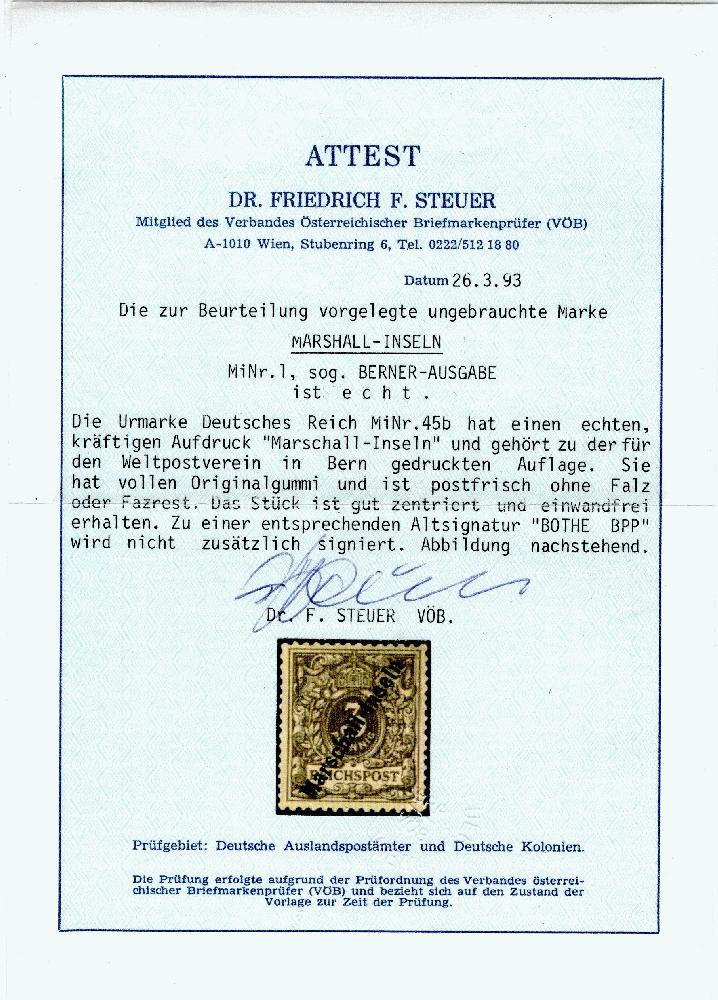 ATTEST
DR. FRIEDRICH F. STEUER
Mitglied des Verbandes Österreichischer Briefmarkenprüfer (VÖB)
A-1010 Wien, Stubenring 6, Tel. 0222/512 18 80
Datum 26.3.93
Die zur Beurteilung vorgelegte ungebrauchte Marke
MARSHALL-INSELN
MiNr.1, sog. BERNER-AUSGABE
ist e c h t .
Die Urmarke Deutsches Reich MiNr.45b hat einen echten,
kräftigen Aufdruck "Marschall-Inseln" und gehört zu der für
den Weltpostverein in Bern gedruckten Auflage. Sie
hat vollen Originalgummi und ist postfrisch ohne Falz
oder Fazrest. Das Stück ist gut zentriert und einwandfrei
erhalten. Zu einer entsprechenden Altsignatur "BOTHE BPP"
wird nicht zusätzlich signiert. Abbildung nachstehend.
Dr. F. STEUER VÖB.
Marschall-Inseln
3
REICHSPOST
Prüfgebiet: Deutsche Auslandspostämter und Deutsche Kolonien.
Die Prüfung erfolgte aufgrund der Prüfordnung des Verbandes österrei-
chischer Briefmarkenprüfer (VÖB) und bezieht sich auf den Zustand der
Vorlage zur Zeit der Prüfung.